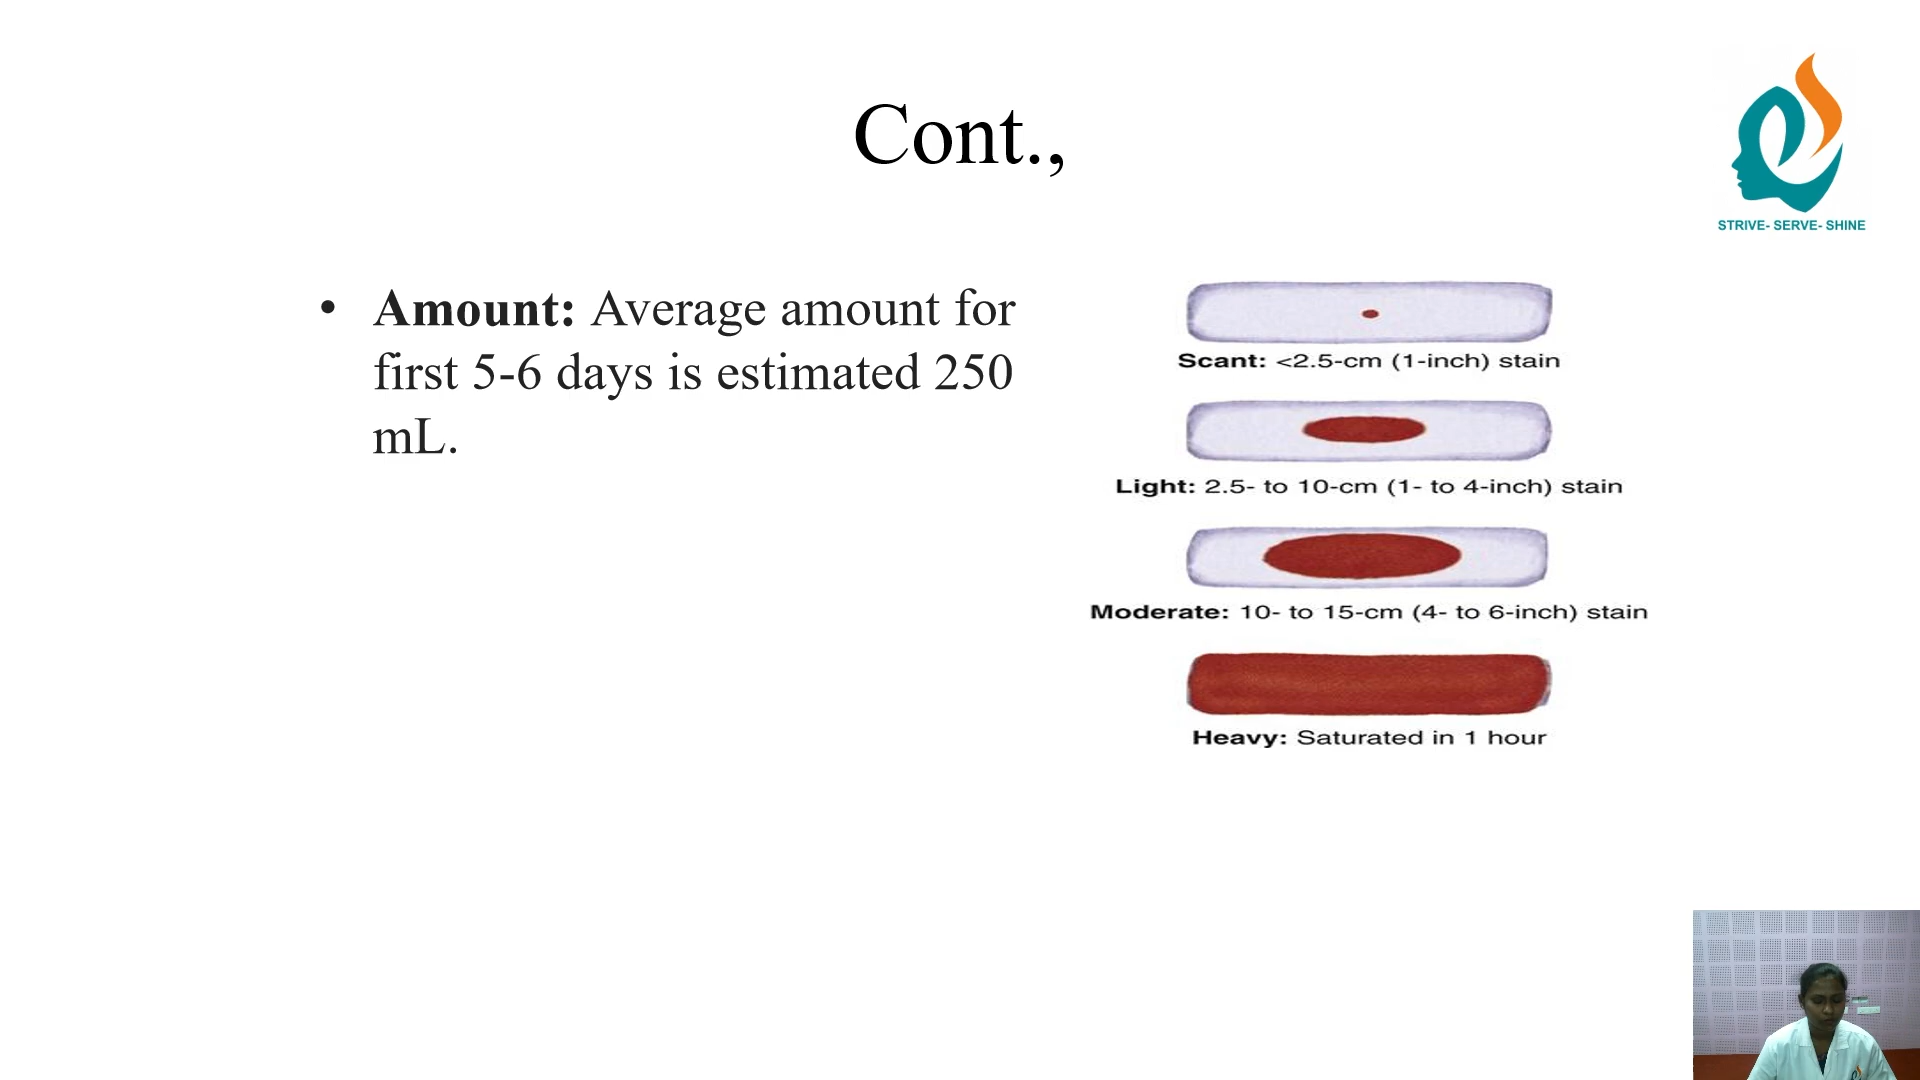 Cont.,
STRIVE- SERVE- SHINE
• Amount: Average amount for
first 5-6 days is estimated 250
mL.
Scant: <2.5-cm (1-inch) stain
Light: 2.5- to 10-cm (1- to 4-inch) stain
Moderate: 10- to 15-cm (4- to 6-inch) stain
Heavy: Saturated in 1 hour